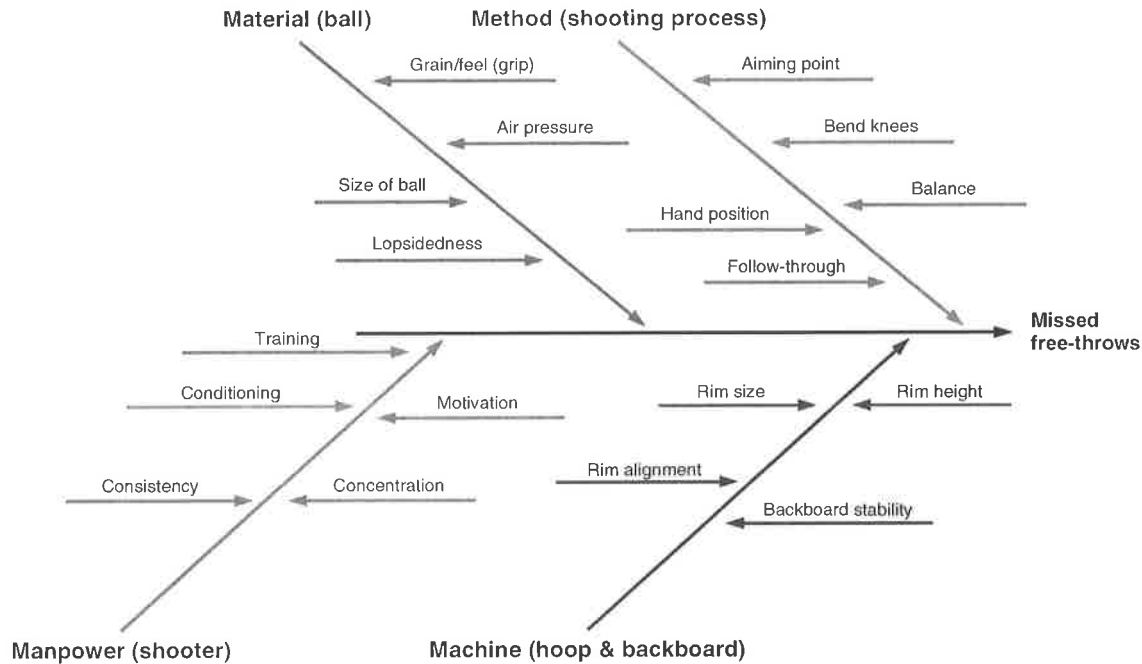 Material (ball)
Method (shooting process)
Grain/feel (grip)
Aiming point
Air pressure
Bend knees
Size of ball
Balance
Hand position
Lopsidedness
Follow-through
Missed
free-throws
Training
Conditioning
Motivation
Rim size
Rim height
Rim alignment
Consistency
Concentration
Backboard stability
Manpower (shooter)
Machine (hoop & backboard)